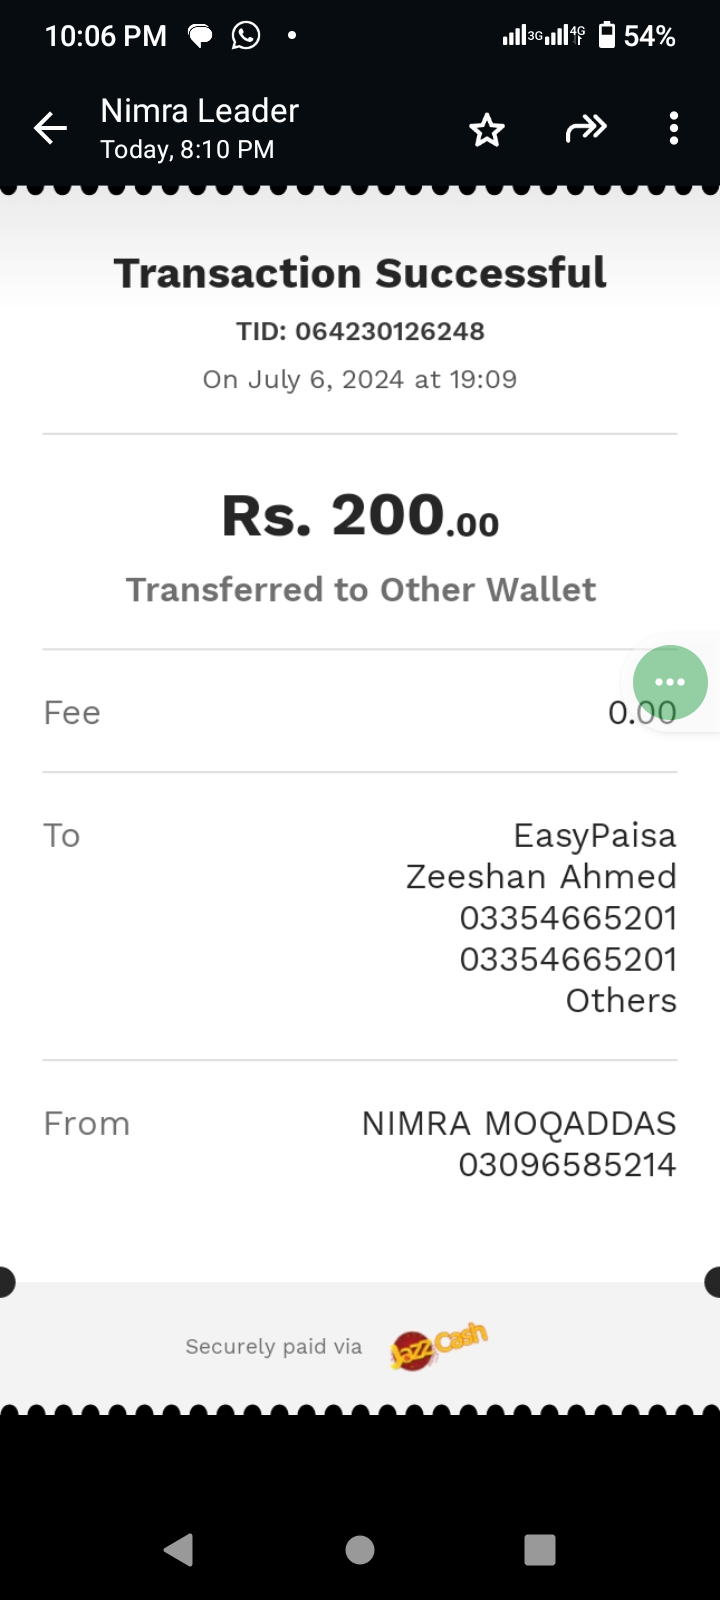 10:06 PM 3G 4G 54%
Nimra Leader
Today, 8:10 PM
Transaction Successful
TID: 064230126248
On July 6, 2024 at 19:09
Rs. 200.00
Transferred to Other Wallet
Fee 0.00
To EasyPaisa
Zeeshan Ahmed
03354665201
03354665201
Others
From NIMRA MOQADDAS
03096585214
Securely paid via JazzCash